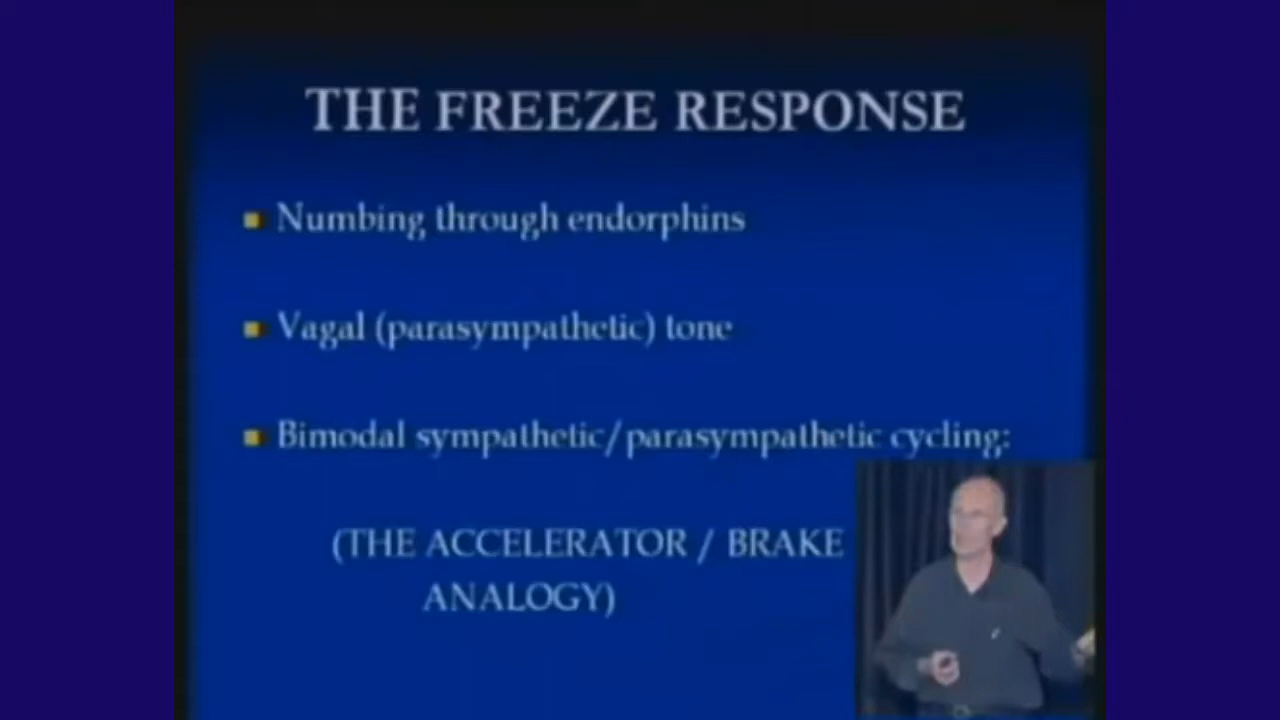 THE FREEZE RESPONSE
Numbing through endorphins
Vagal (parasympathetic) tone
Bimodal sympathetic/parasympathetic cycling:
(THE ACCELERATOR / BRAKE
ANALOGY)